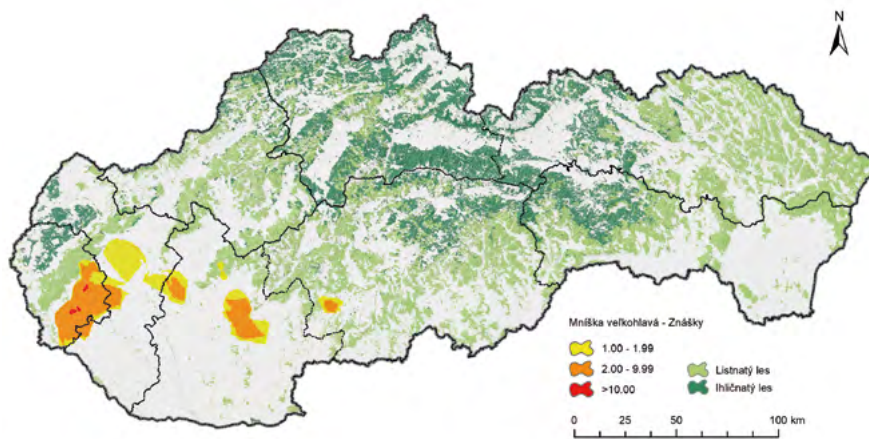 N
Mníška veľkohlavá - Znášky
1.00 - 1.99
2.00 - 9.99
>10.00
Listnatý les
Ihličnatý les
0 25 50 100 km